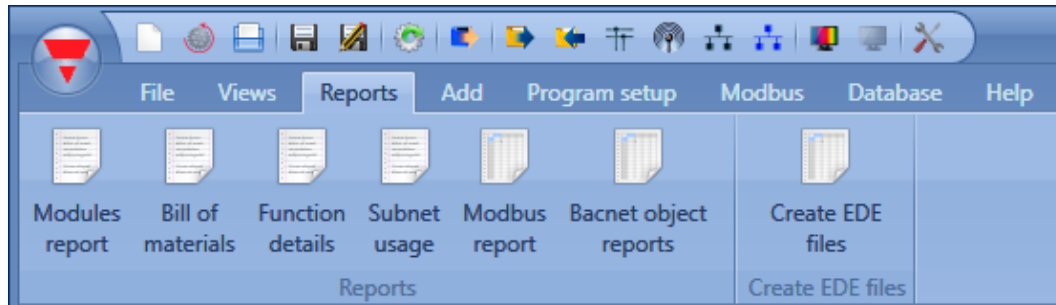 File Views Reports Add Program setup Modbus Database Help
Modules report
Bill of materials
Function details
Subnet usage
Modbus report
Bacnet object reports
Create EDE files
Reports
Create EDE files